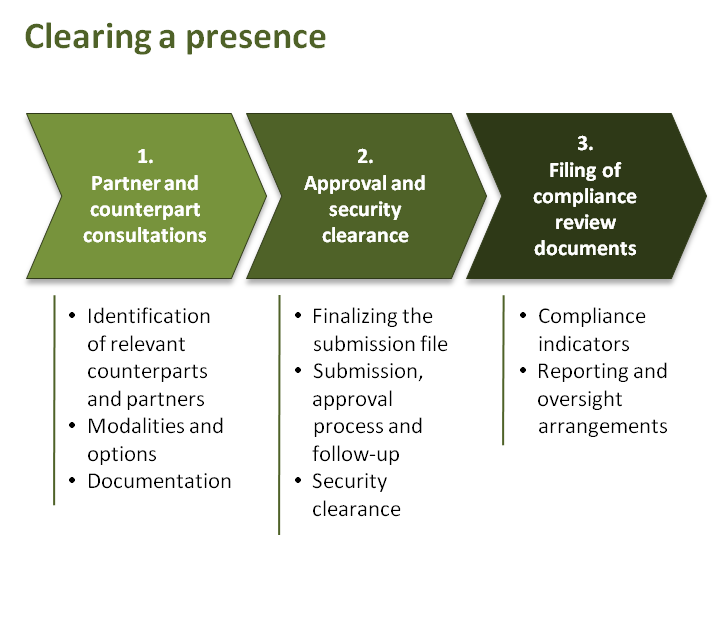 Clearing a presence
1.
Partner and
counterpart
consultations
2.
Approval and
security
clearance
3.
Filing of
compliance
review
documents
• Identification
of relevant
counterparts
and partners
• Modalities and
options
• Documentation
• Finalizing the
submission file
• Submission,
approval
process and
follow-up
• Security
clearance
• Compliance
indicators
• Reporting and
oversight
arrangements